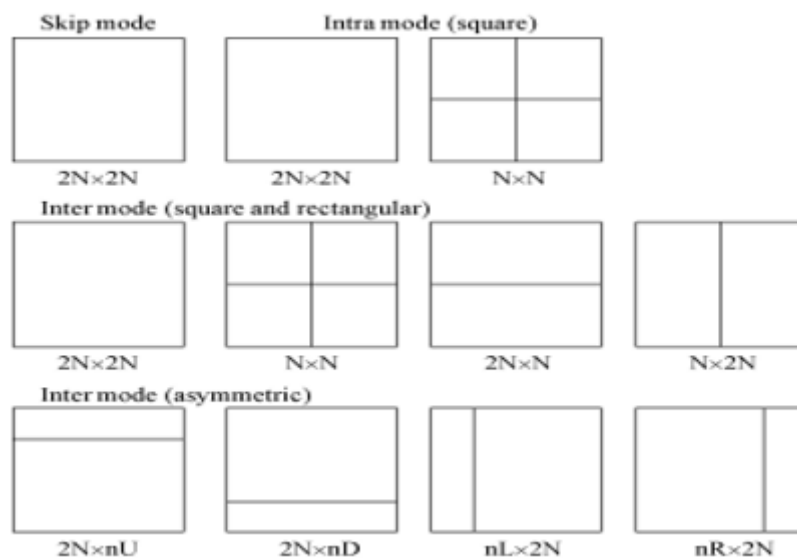 Skip mode Intra mode (square)
2N×2N 2N×2N N×N
Inter mode (square and rectangular)
2N×2N N×N 2N×N N×2N
Inter mode (asymmetric)
2N×nU 2N×nD nL×2N nR×2N